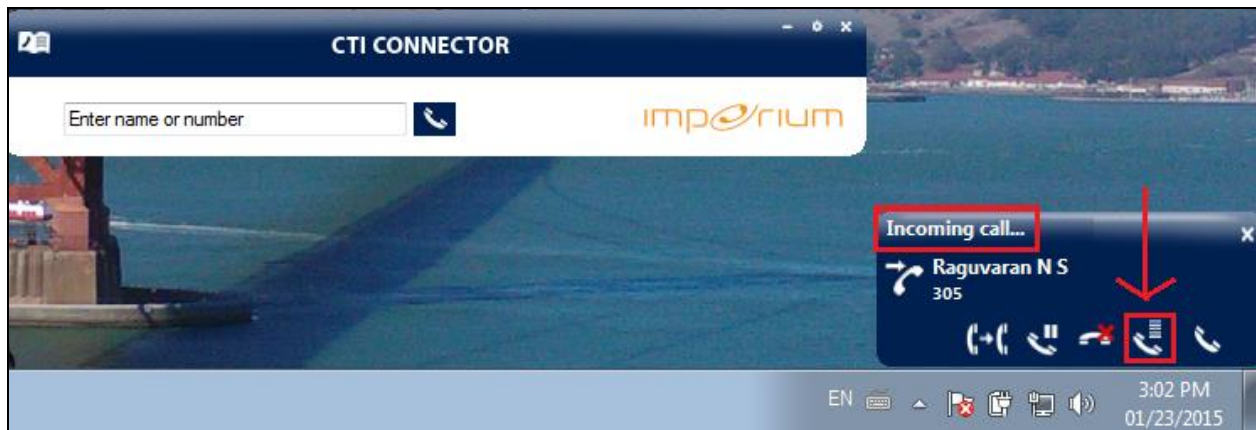 CTI CONNECTOR
Enter name or number
imperium
Incoming call...
Raguvaran N S
305
EN
3:02 PM
01/23/2015